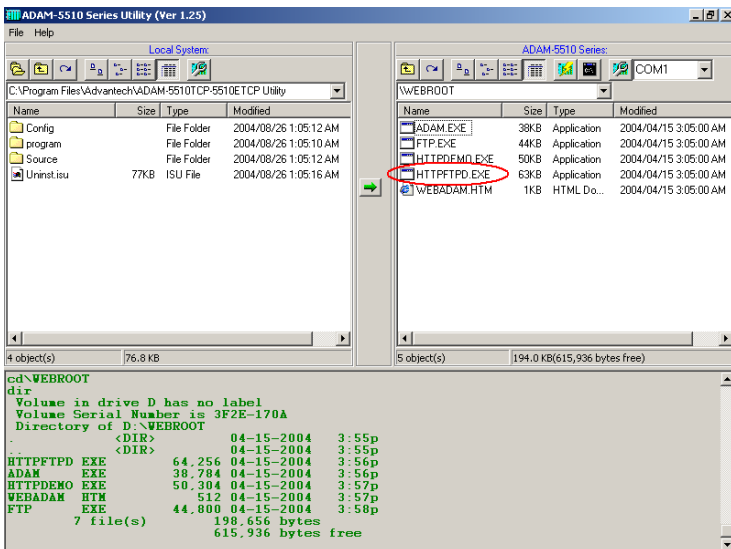 ADAM-5510 Series Utility (Ver 1.25)
File Help
Local System:
C:\Program Files\Advantech\ADAM-5510TCP-5510ETCP Utility
Name Size Type Modified
Config File Folder 2004/08/26 1:05:12 AM
program File Folder 2004/08/26 1:05:10 AM
Source File Folder 2004/08/26 1:05:12 AM
Uninst.isu 77KB ISU File 2004/08/26 1:05:16 AM
4 object(s) 76.8 KB
ADAM-5510 Series:
COM1
\WEBROOT
Name Size Type Modified
ADAM.EXE 38KB Application 2004/04/15 3:05:00 AM
FTP.EXE 44KB Application 2004/04/15 3:05:00 AM
HTTPDEMO.EXE 50KB Application 2004/04/15 3:05:00 AM
HTTPFTPD.EXE 63KB Application 2004/04/15 3:05:00 AM
WEBADAM.HTM 1KB HTML Do... 2004/04/15 3:05:00 AM
5 object(s) 194.0 KB(615,936 bytes free)
cd\WEBROOT
dir
Volume in drive D has no label
Volume Serial Number is 3F2E-170A
Directory of D:\WEBROOT
. <DIR> 04-15-2004 3:55p
.. <DIR> 04-15-2004 3:55p
HTTPFTPD EXE 64,256 04-15-2004 3:56p
ADAM EXE 38,784 04-15-2004 3:56p
HTTPDEMO EXE 50,304 04-15-2004 3:57p
WEBADAM HTM 512 04-15-2004 3:57p
FTP EXE 44,800 04-15-2004 3:58p
7 file(s) 198,656 bytes
615,936 bytes free